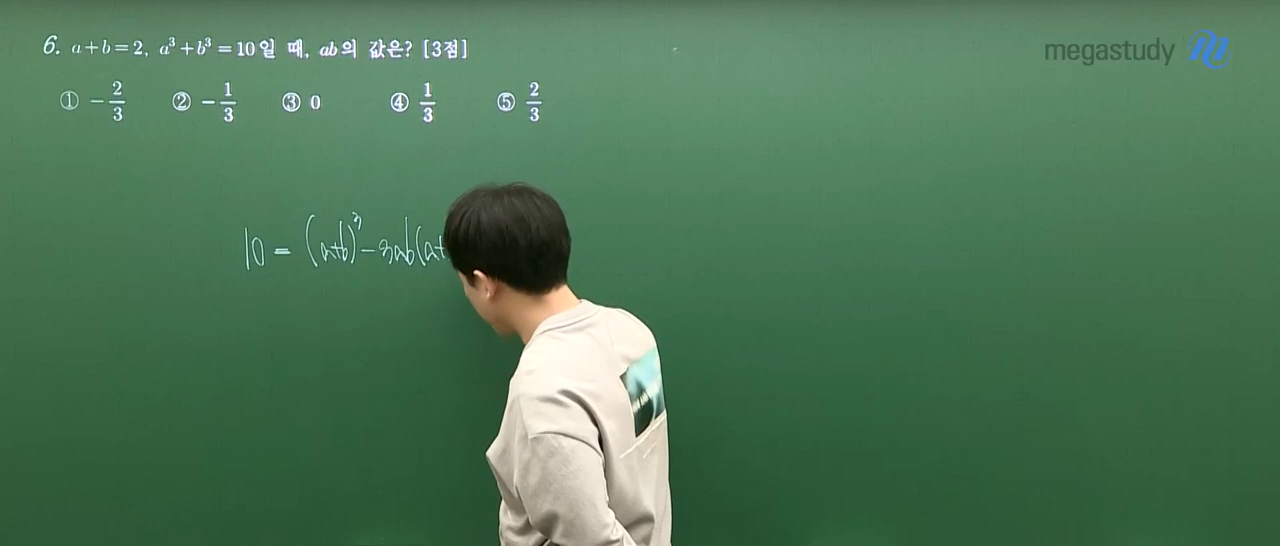 6. a+b=2, a³+b³=10일 때, ab의 값은? [3점]
megastudy
① -2/3 ② -1/3 ③ 0 ④ 1/3 ⑤ 2/3
10 = (a+b)³-3ab(a+